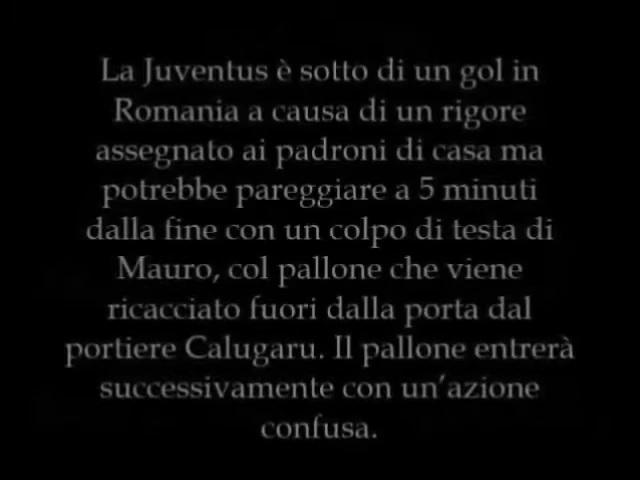 La Juventus è sotto di un gol in
Romania a causa di un rigore
assegnato ai padroni di casa ma
potrebbe pareggiare a 5 minuti
dalla fine con un colpo di testa di
Mauro, col pallone che viene
ricacciato fuori dalla porta dal
portiere Calugaru. Il pallone entrerà
successivamente con un’azione
confusa.